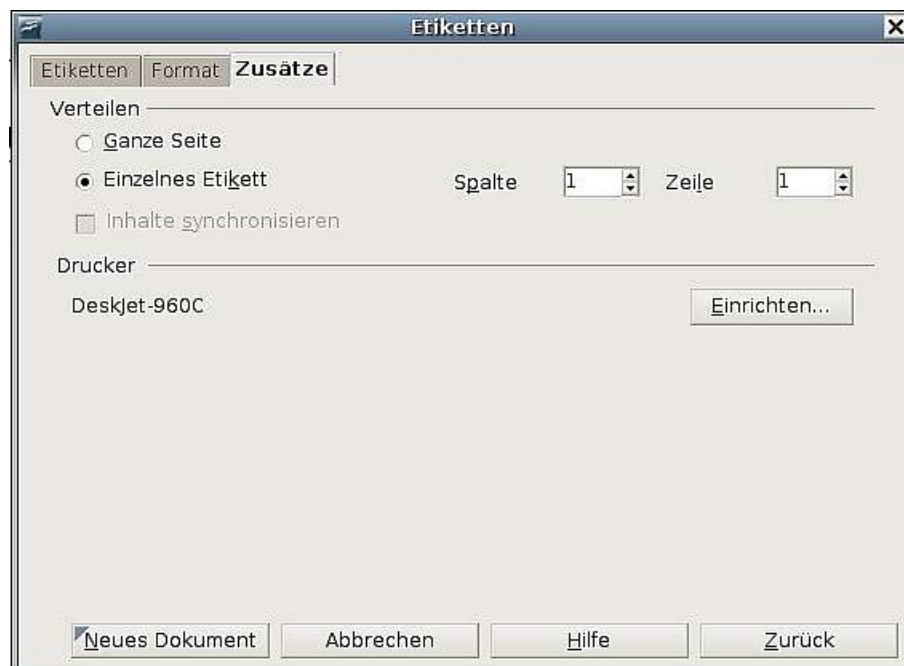 Etiketten
Etiketten Format Zusätze
Verteilen
Ganze Seite
Einzelnes Etikett Spalte 1 Zeile 1
Inhalte synchronisieren
Drucker
DeskJet-960C Einrichten...
Neues Dokument Abbrechen Hilfe Zurück